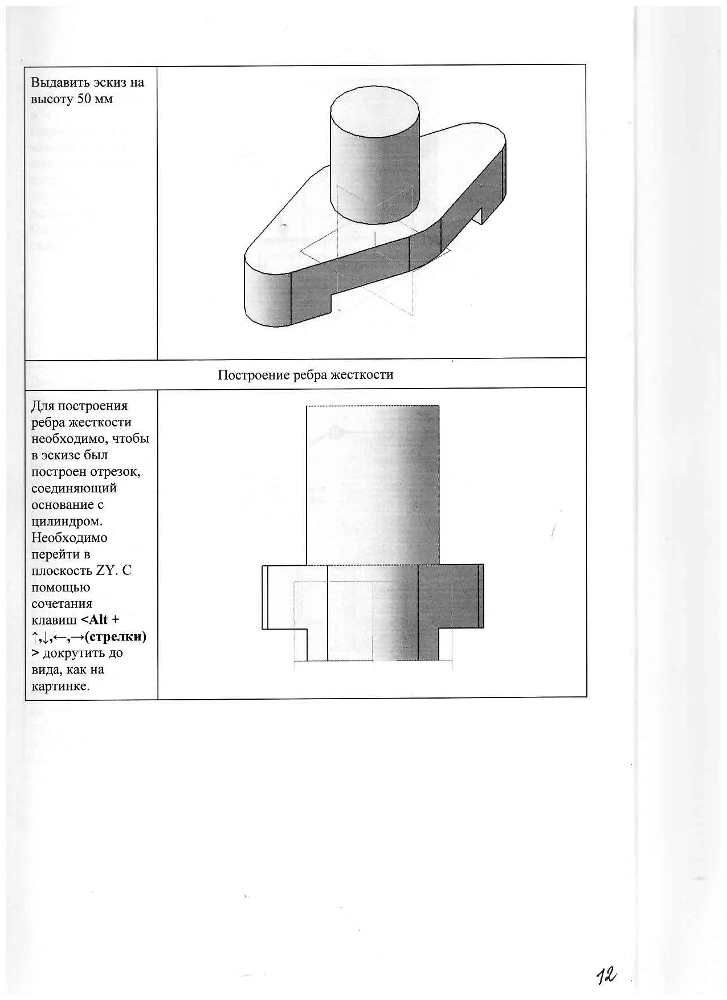 Выдавить эскиз на
высоту 50 мм
Построение ребра жесткости
Для построения
ребра жесткости
необходимо, чтобы
в эскизе был
построен отрезок,
соединяющий
основание с
цилиндром.
Необходимо
перейти в
плоскость ZY. С
помощью
сочетания
клавиш <Alt +
↑,↓,←,→(стрелки)
> докрутить до
вида, как на
картинке.
12